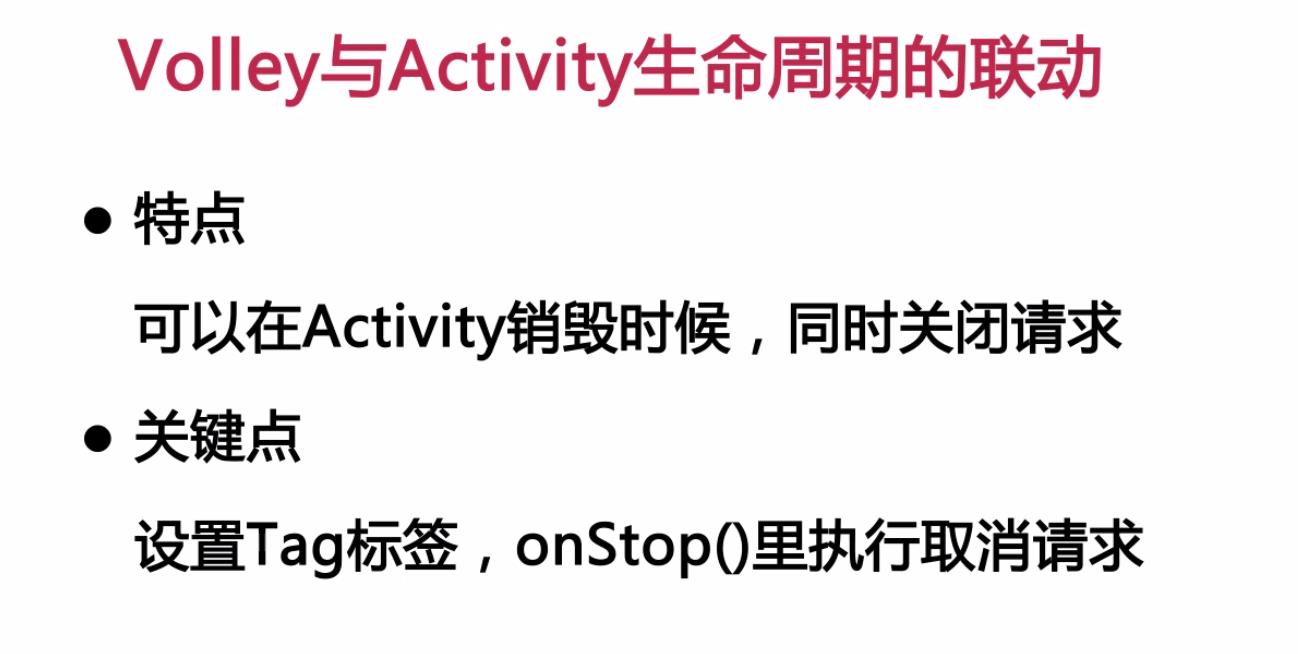 Volley与Activity生命周期的联动
● 特点
可以在Activity销毁时候，同时关闭请求
● 关键点
设置Tag标签，onStop()里执行取消请求